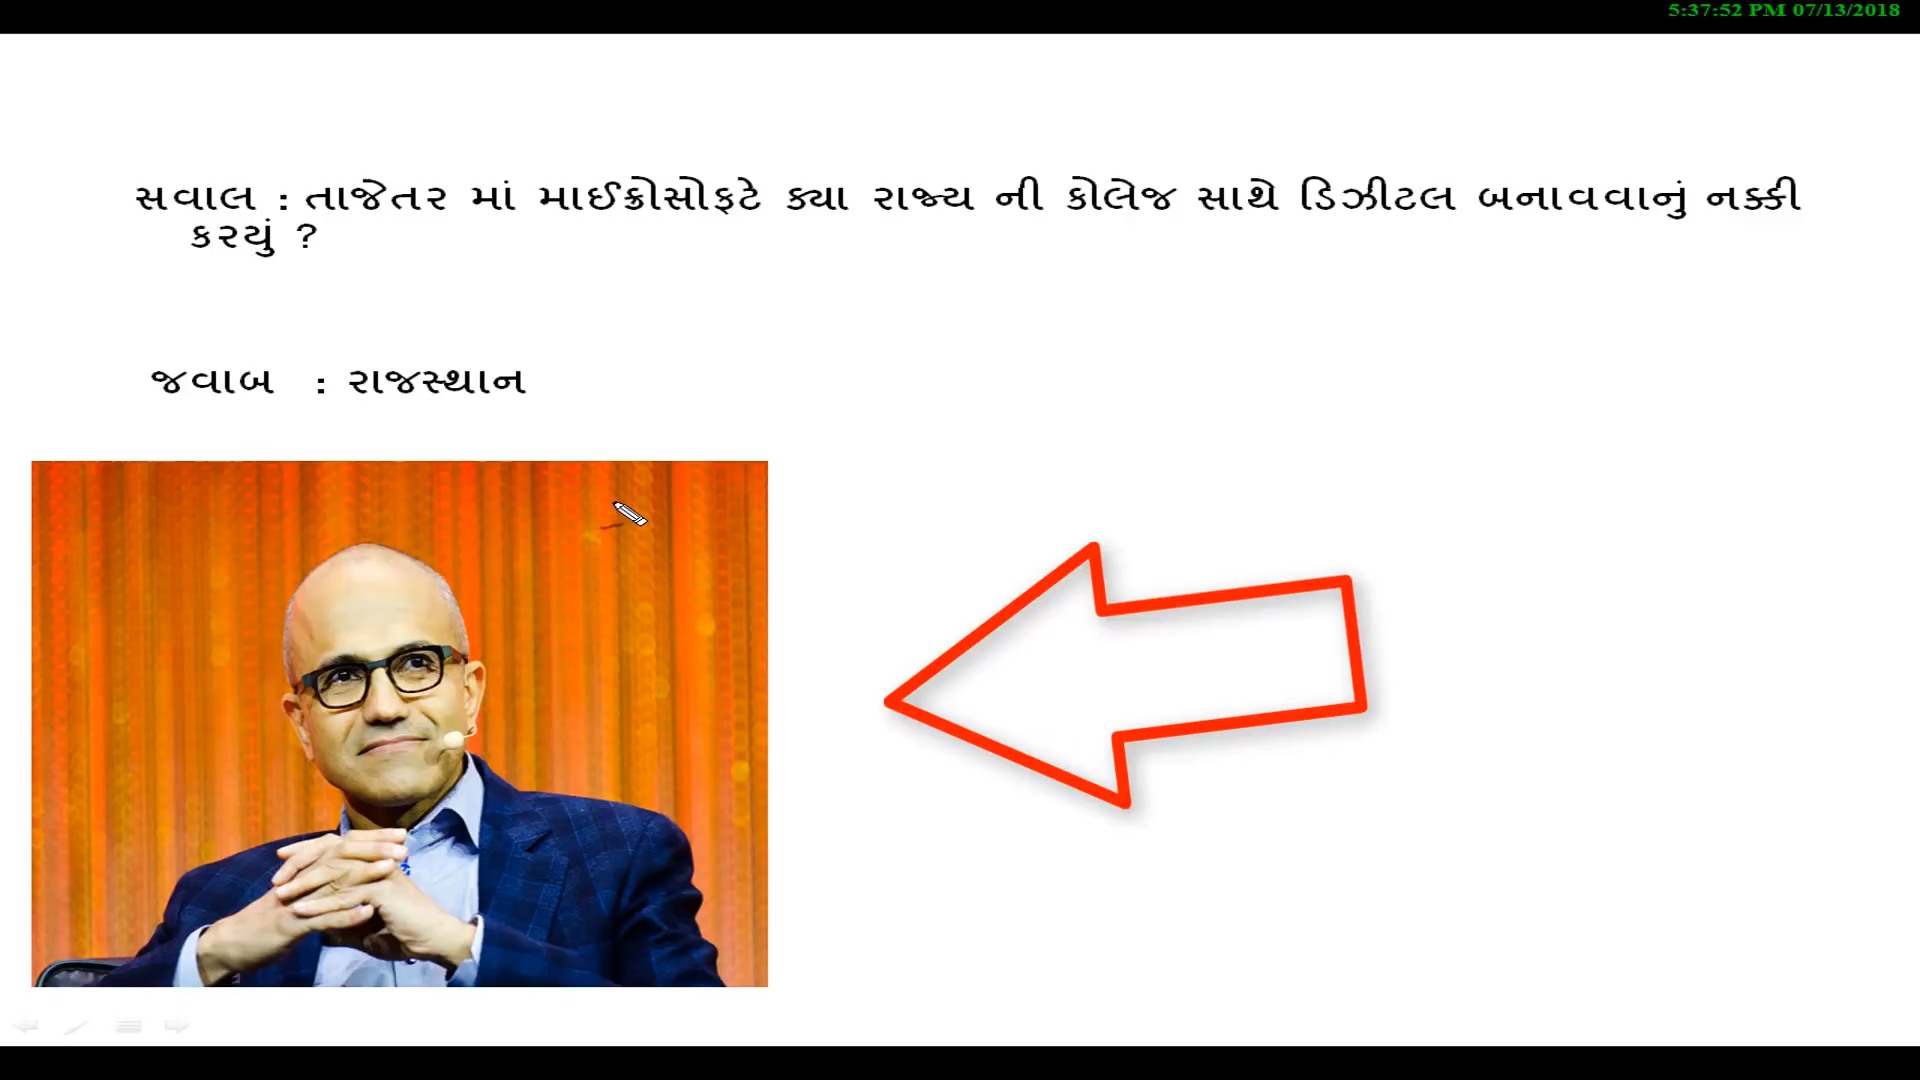 5:37:52 PM 07/13/2018
સવાલ : તાજેતર માં માઈક્રોસોફટે ક્યા રાજ્ય ની કોલેજ સાથે ડિઝીટલ બનાવવાનું નક્કી
કરયું ?
જવાબ : રાજસ્થાન